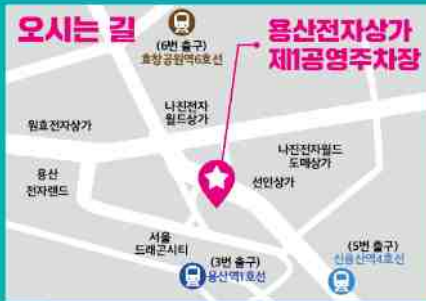 오시는 길
(6번 출구)
효창공원역6호선
용산전자상가
제1공영주차장
나진전자
월드상가
원효전자상가
나진전자월드
도매상가
용산
전자랜드
선인상가
서울
드래곤시티
(3번 출구)
용산역1호선
(5번 출구)
신용산역4호선